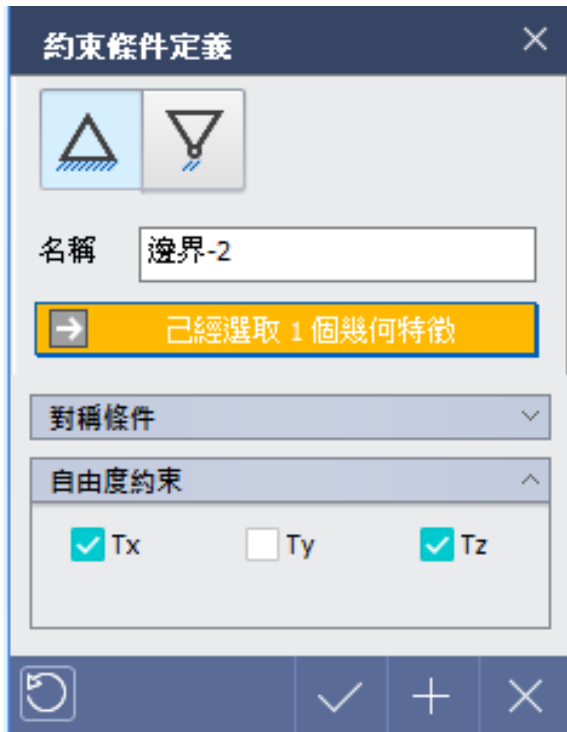 約束條件定義
名稱 邊界-2
已經選取 1 個幾何特徵
對稱條件
自由度約束
Tx Ty Tz